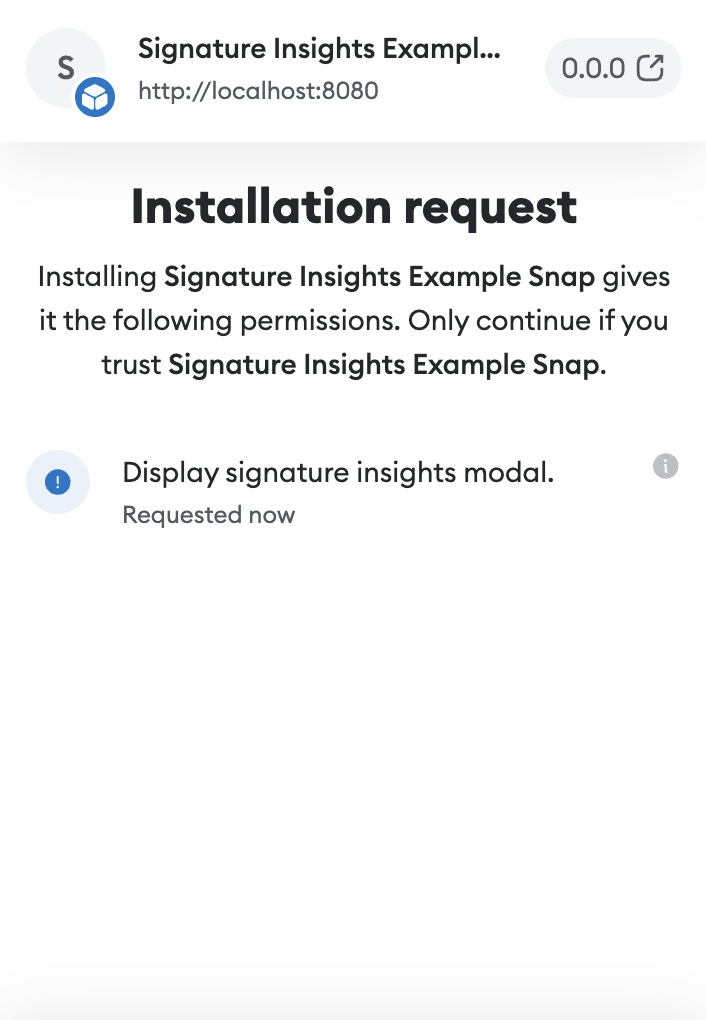 S
Signature Insights Exampl...
http://localhost:8080
0.0.0
Installation request
Installing Signature Insights Example Snap gives
it the following permissions. Only continue if you
trust Signature Insights Example Snap.
!
Display signature insights modal.
i
Requested now